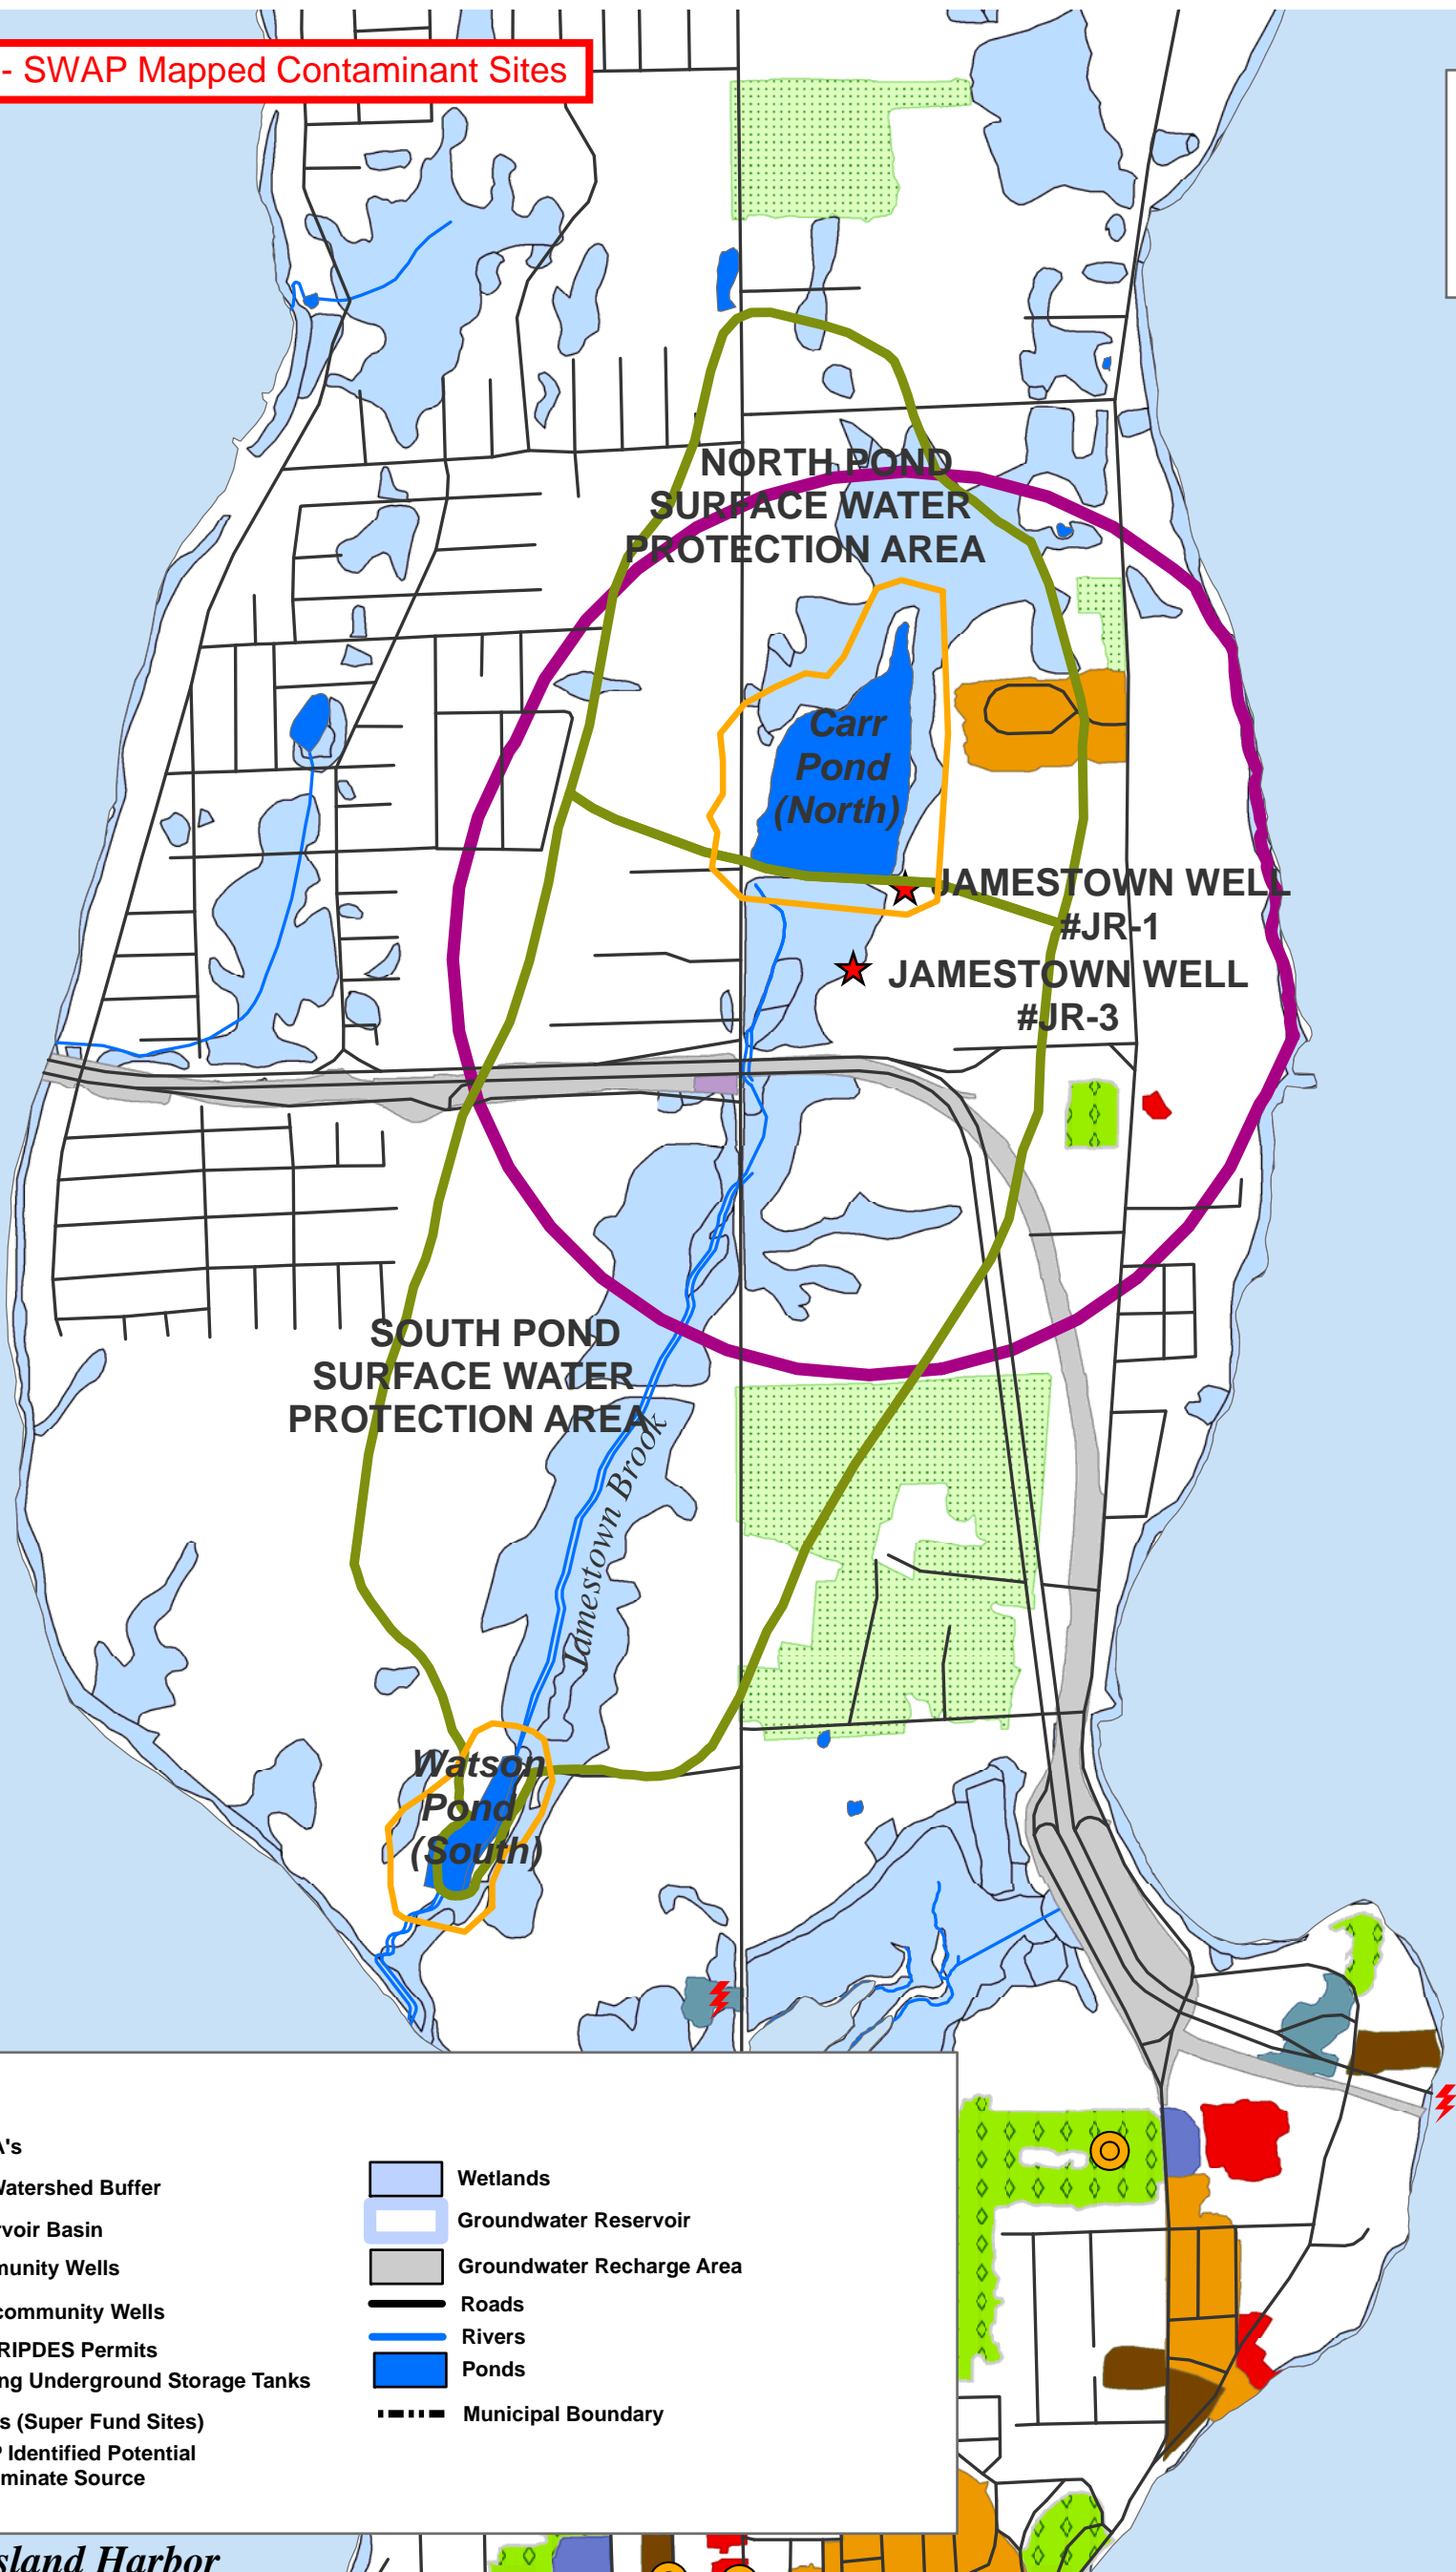 - SWAP Mapped Contaminant Sites
NORTH POND
SURFACE WATER
PROTECTION AREA
Carr
Pond
(North)
JAMESTOWN WELL
#JR-1
JAMESTOWN WELL
#JR-3
SOUTH POND
SURFACE WATER
PROTECTION AREA
Jamestown Brook
Watson
Pond
(South)
A's
Watershed Buffer
rvoir Basin
munity Wells
community Wells
RIPDES Permits
ng Underground Storage Tanks
s (Super Fund Sites)
P Identified Potential
minate Source
Wetlands
Groundwater Reservoir
Groundwater Recharge Area
Roads
Rivers
Ponds
Municipal Boundary
sland Harbor